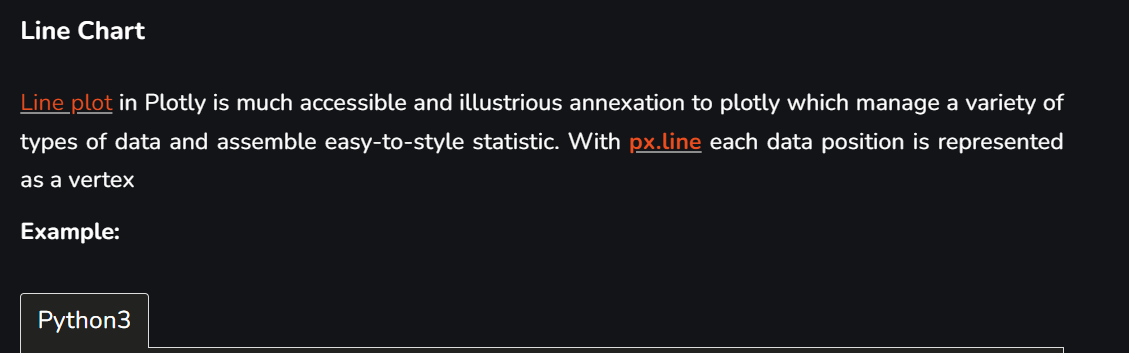 Line Chart
Line plot in Plotly is much accessible and illustrious annexation to plotly which manage a variety of
types of data and assemble easy-to-style statistic. With px.line each data position is represented
as a vertex
Example:
Python3